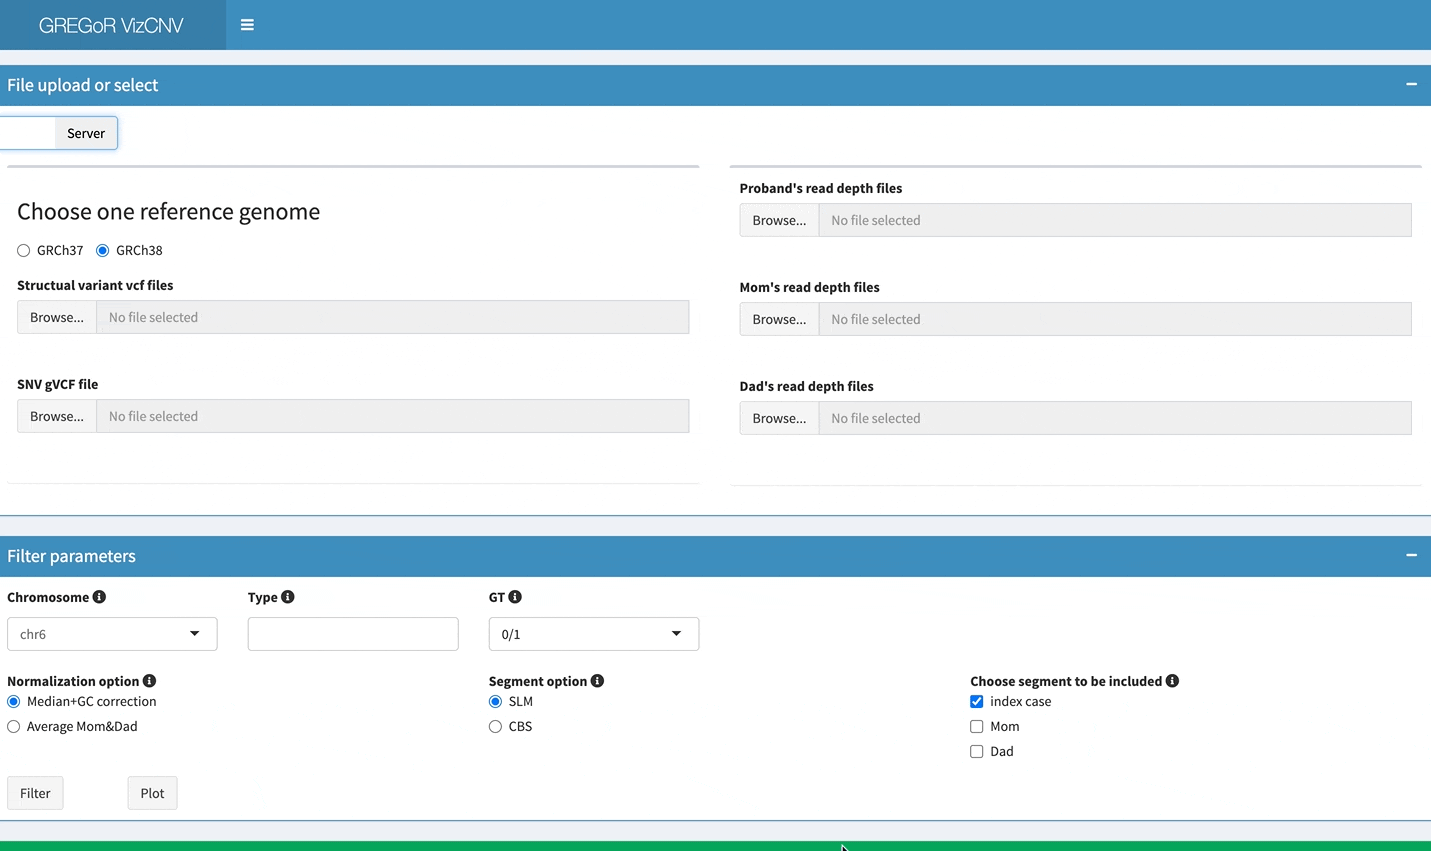 GREGoR VizCNV
File upload or select
Server
Choose one reference genome
GRCh37 GRCh38
Structual variant vcf files
Browse... No file selected
SNV gVCF file
Browse... No file selected
Proband's read depth files
Browse... No file selected
Mom's read depth files
Browse... No file selected
Dad's read depth files
Browse... No file selected
Filter parameters
Chromosome Type GT
chr6 0/1
Normalization option Segment option Choose segment to be included
Median+GC correction SLM index case
Average Mom&Dad CBS Mom
Dad
Filter Plot